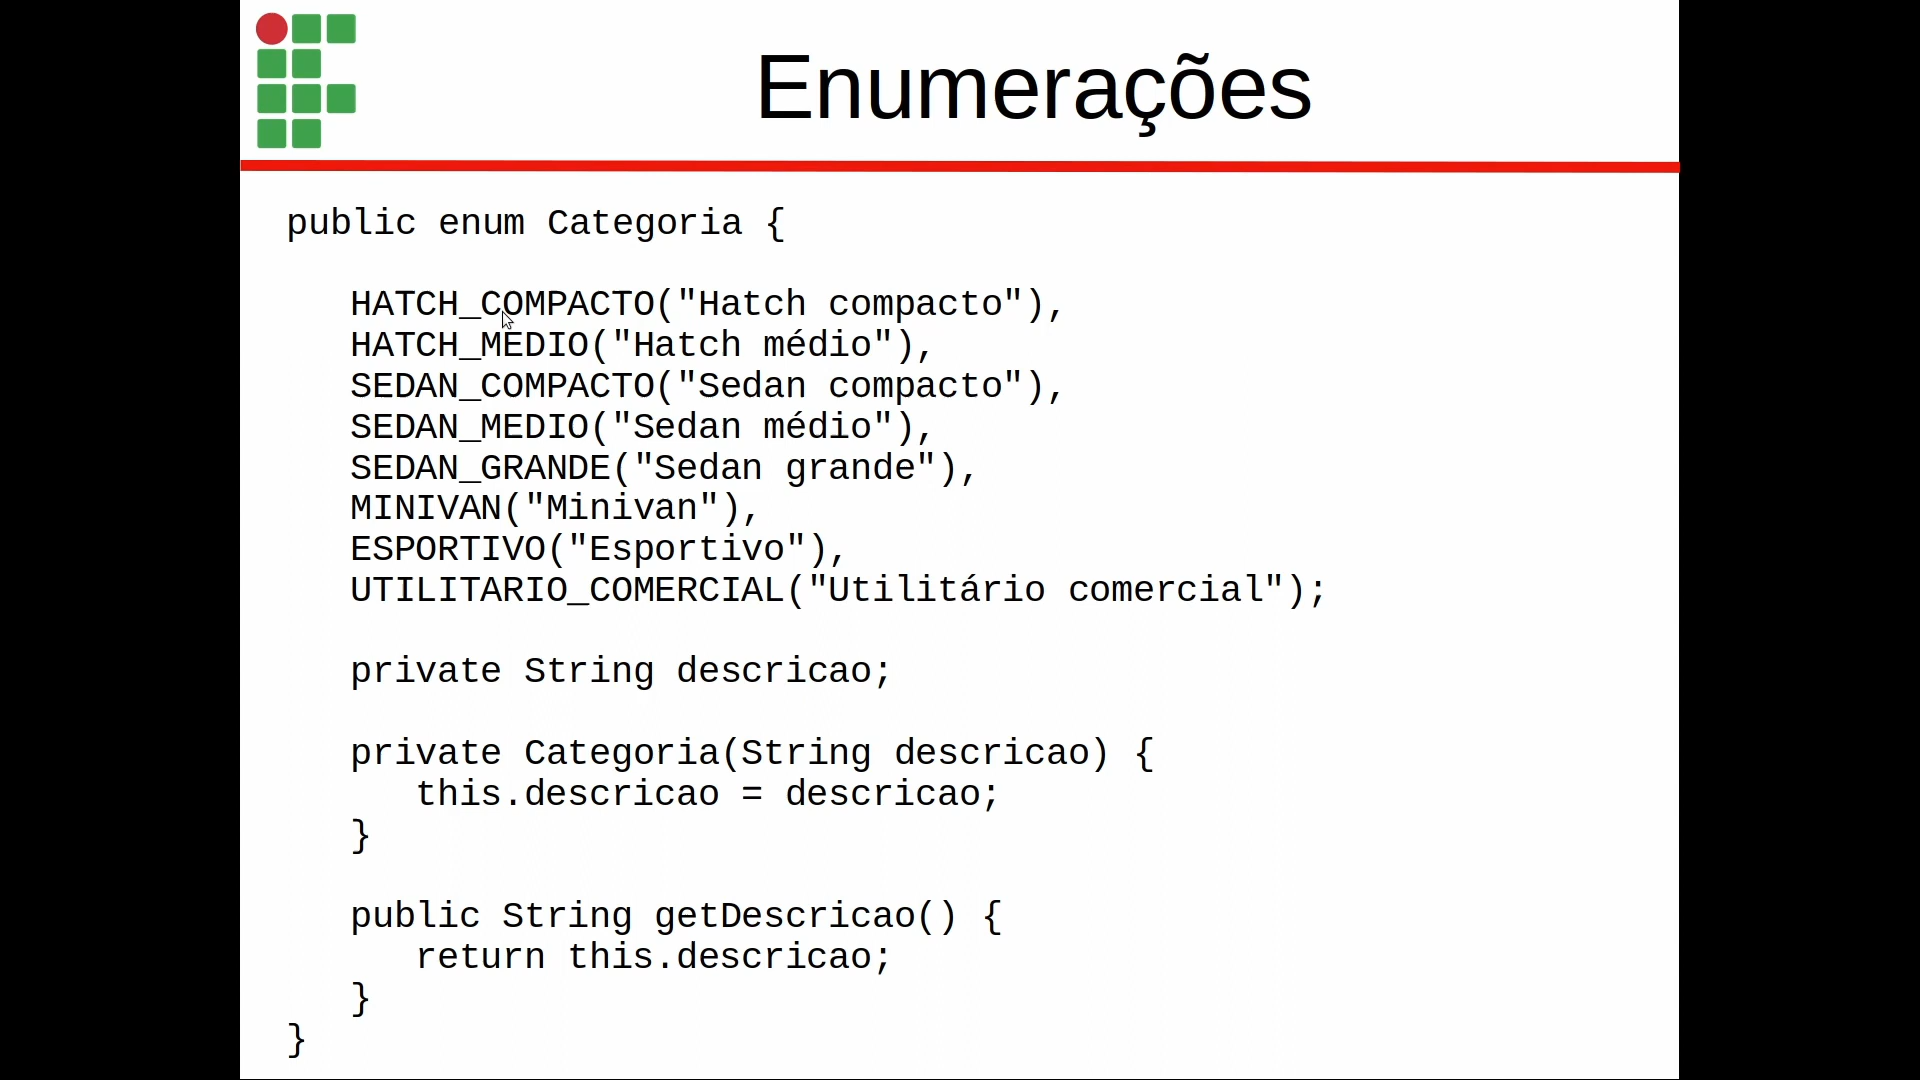 Enumerações
public enum Categoria {
HATCH_COMPACTO("Hatch compacto"),
HATCH_MEDIO("Hatch médio"),
SEDAN_COMPACTO("Sedan compacto"),
SEDAN_MEDIO("Sedan médio"),
SEDAN_GRANDE("Sedan grande"),
MINIVAN("Minivan"),
ESPORTIVO("Esportivo"),
UTILITARIO_COMERCIAL("Utilitário comercial");
private String descricao;
private Categoria(String descricao) {
this.descricao = descricao;
}
public String getDescricao() {
return this.descricao;
}
}